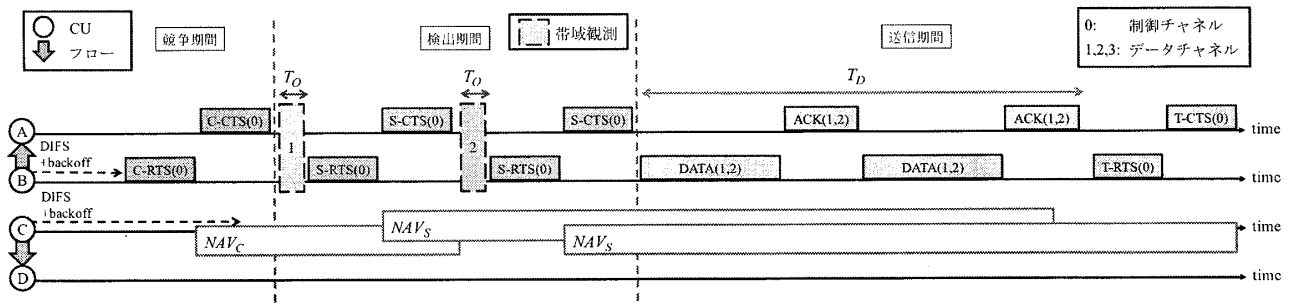 CU
フロー
競争期間
検出期間
帯域観測
送信期間
0: 制御チャネル
1,2,3: データチャネル
T_O
T_O
T_D
A
C-CTS(0)
S-CTS(0)
S-CTS(0)
ACK(1,2)
ACK(1,2)
T-CTS(0)
time
1
2
DIFS
+backoff
B
C-RTS(0)
S-RTS(0)
S-RTS(0)
DATA(1,2)
DATA(1,2)
T-RTS(0)
time
DIFS
+backoff
C
NAV_C
NAV_S
NAV_S
time
D
time